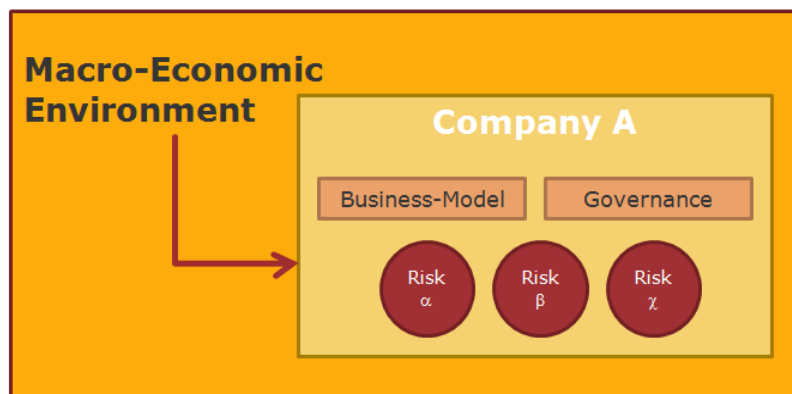 Macro-Economic
Environment
Company A
Business-Model
Governance
Risk
α
Risk
β
Risk
χ